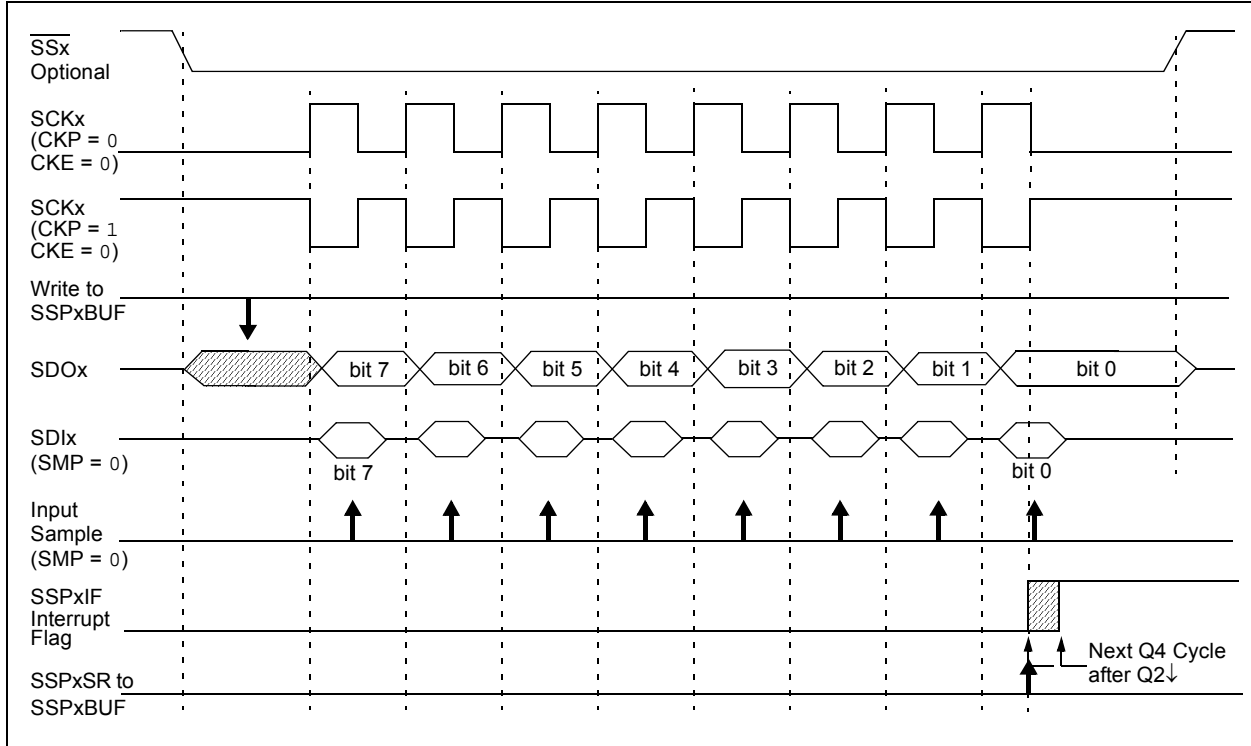 SSx
Optional
SCKx
(CKP = 0
CKE = 0)
SCKx
(CKP = 1
CKE = 0)
Write to
SSPxBUF
SDOx
bit 7
bit 6
bit 5
bit 4
bit 3
bit 2
bit 1
bit 0
SDIx
(SMP = 0)
bit 7
bit 0
Input
Sample
(SMP = 0)
SSPxIF
Interrupt
Flag
Next Q4 Cycle
after Q2↓
SSPxSR to
SSPxBUF